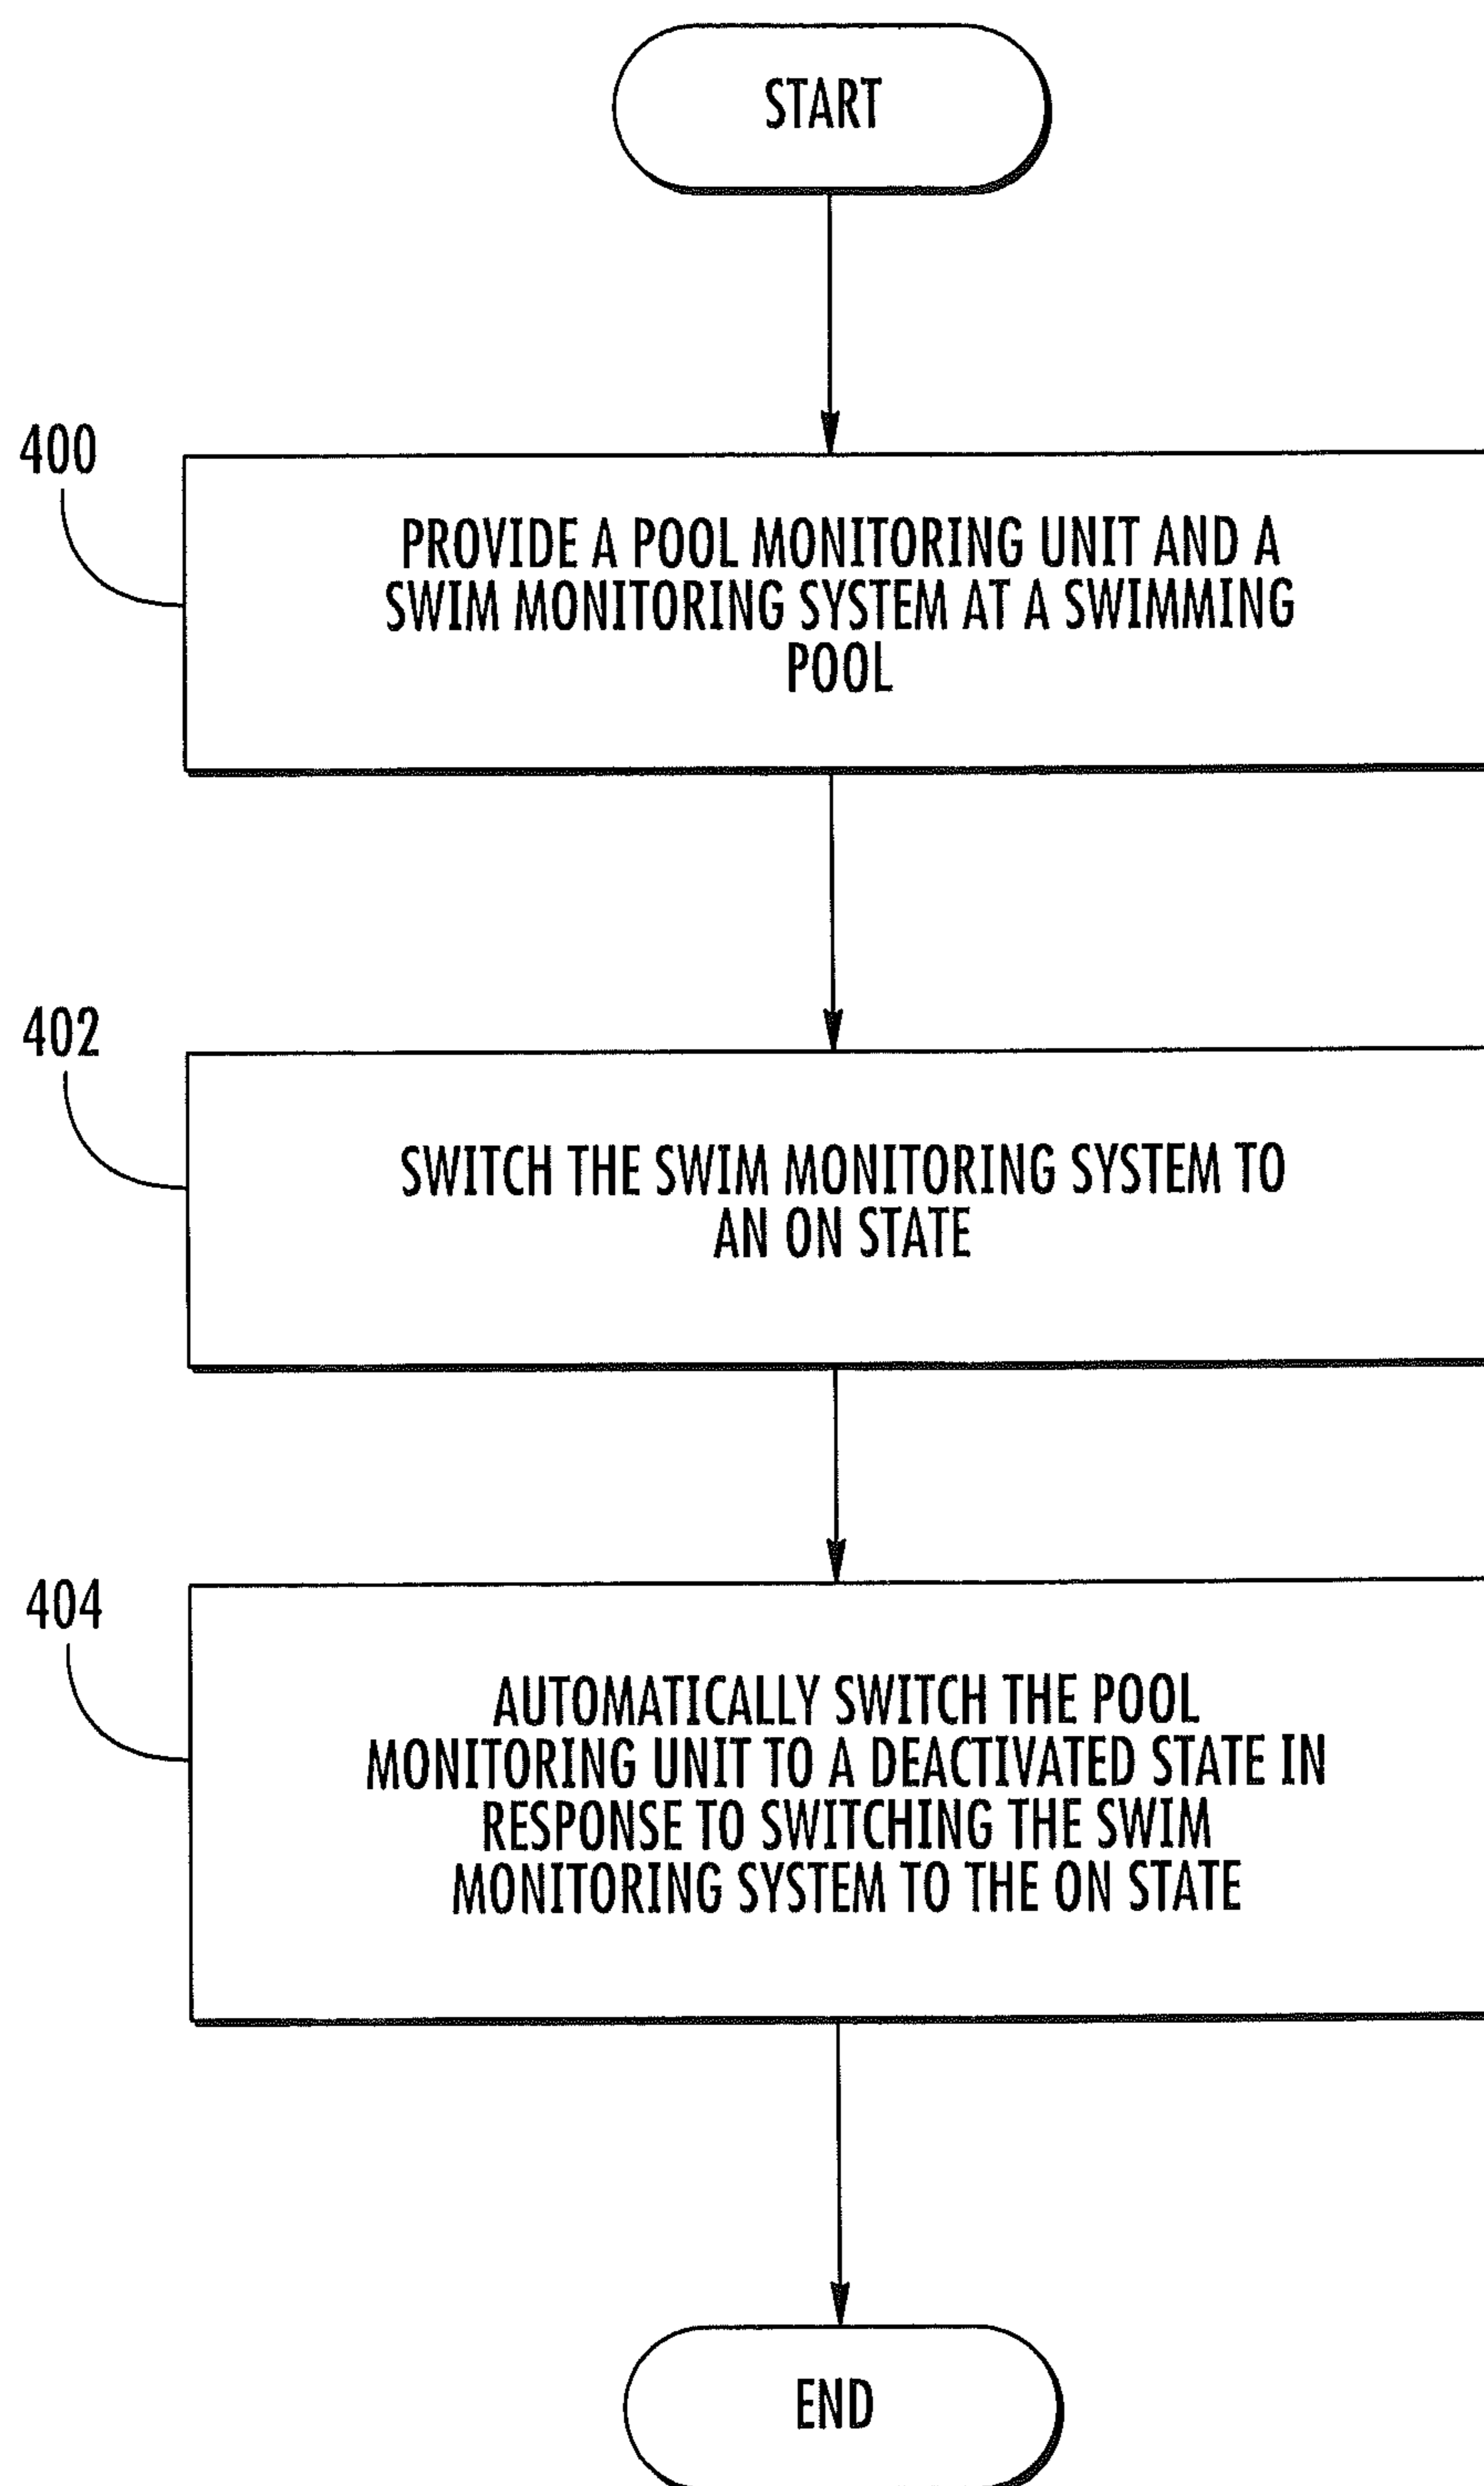 START
400
PROVIDE A POOL MONITORING UNIT AND A
SWIM MONITORING SYSTEM AT A SWIMMING
POOL
402
SWITCH THE SWIM MONITORING SYSTEM TO
AN ON STATE
404
AUTOMATICALLY SWITCH THE POOL
MONITORING UNIT TO A DEACTIVATED STATE IN
RESPONSE TO SWITCHING THE SWIM
MONITORING SYSTEM TO THE ON STATE
END